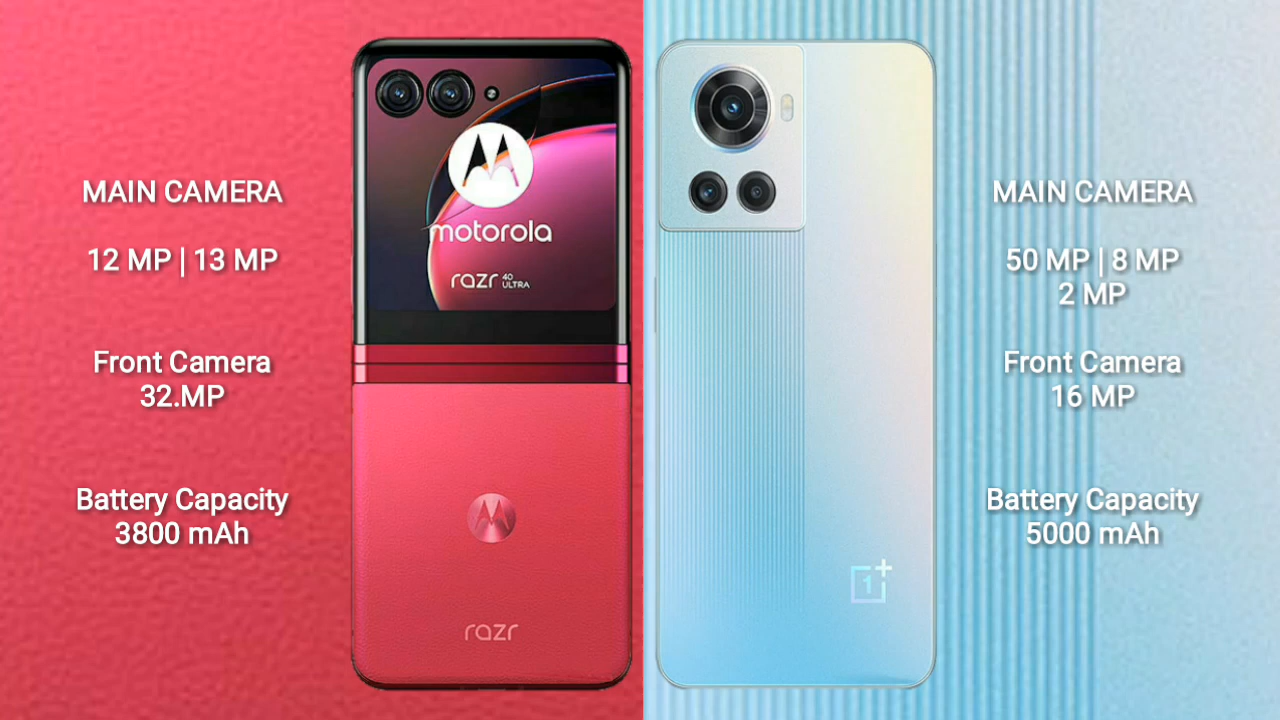 MAIN CAMERA
12 MP | 13 MP
Front Camera
32.MP
Battery Capacity
3800 mAh
motorola
razr 40 ULTRA
razr
1+
MAIN CAMERA
50 MP | 8 MP
2 MP
Front Camera
16 MP
Battery Capacity
5000 mAh